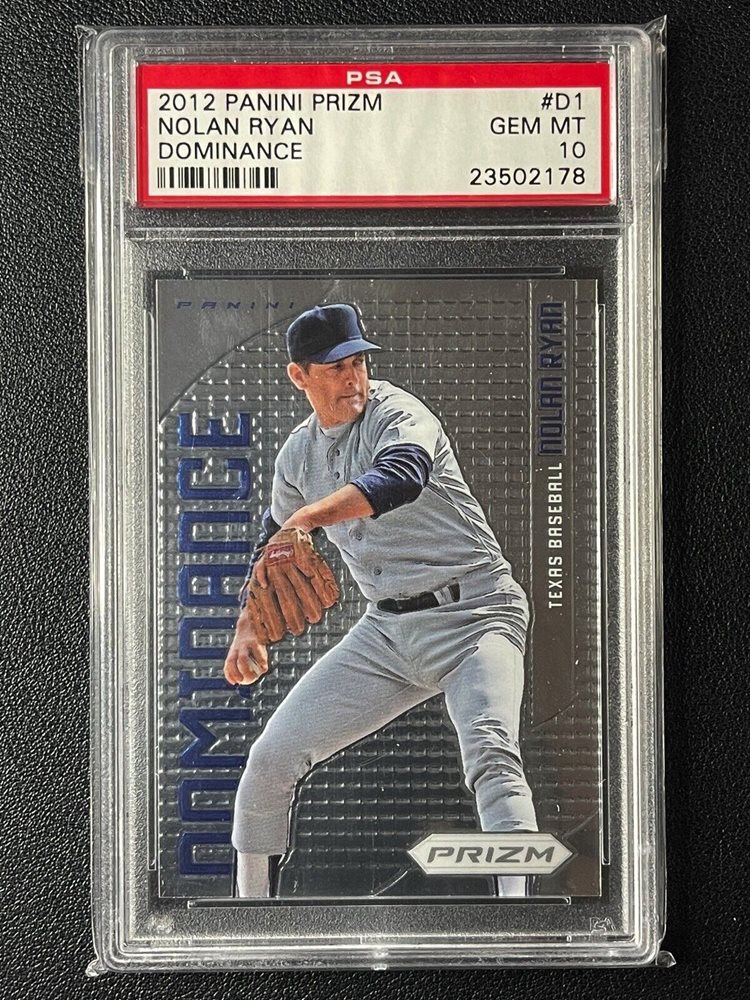 PSA
2012 PANINI PRIZM #D1
NOLAN RYAN GEM MT
DOMINANCE 10
23502178
PANINI
DOMINANCE
TEXAS BASEBALL NOLAN RYAN
PRIZM